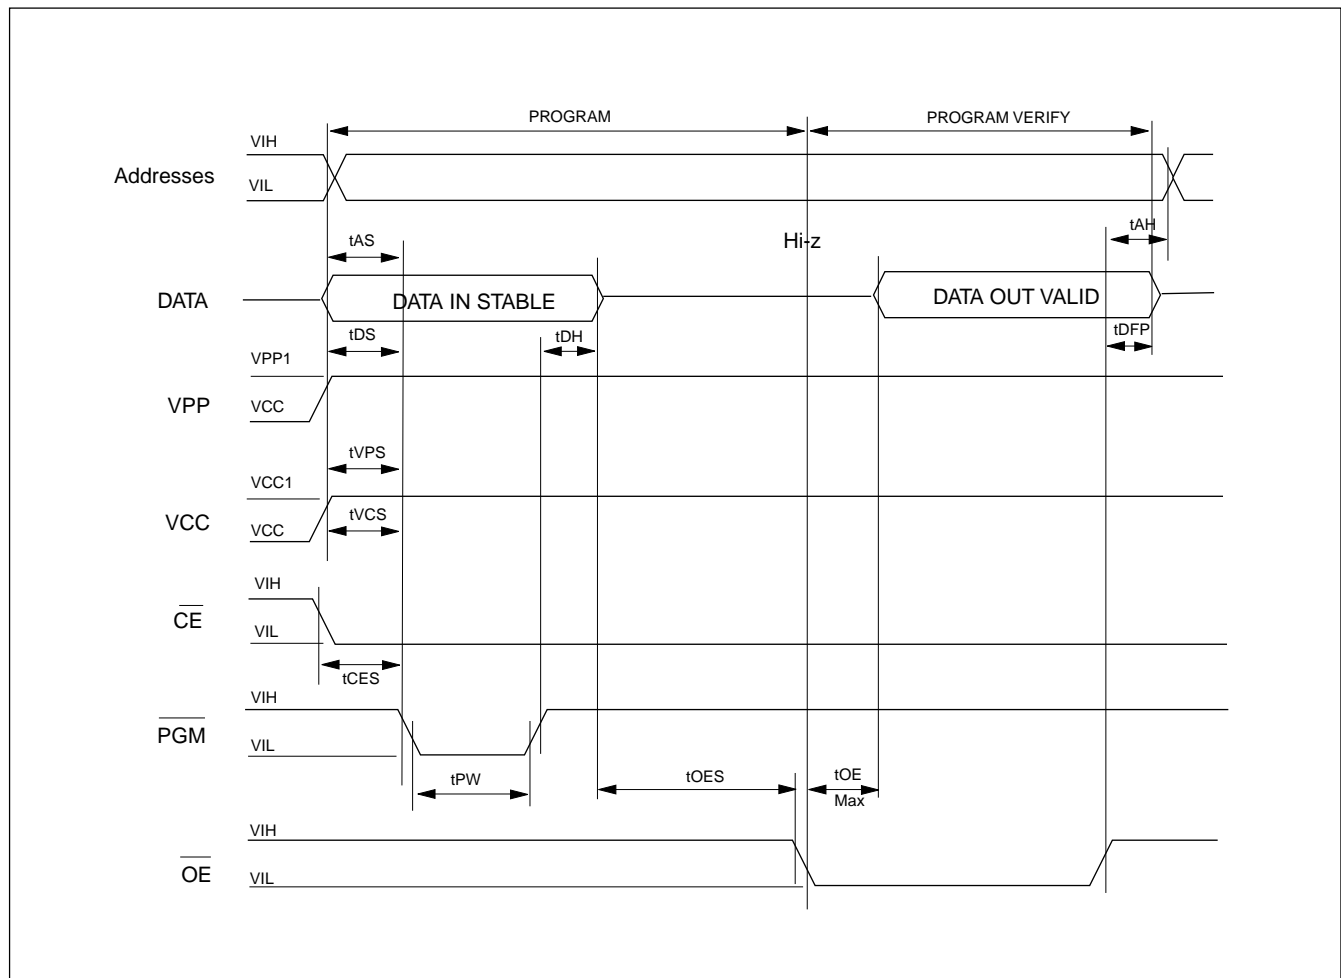 PROGRAM
PROGRAM VERIFY
VIH
Addresses
VIL
tAS
Hi-z
tAH
DATA
DATA IN STABLE
DATA OUT VALID
tDS
tDH
tDFP
VPP1
VPP
VCC
tVPS
VCC1
VCC
VCC
tVCS
VIH
CE
VIL
tCES
VIH
PGM
VIL
tPW
tOES
tOE
Max
VIH
OE
VIL